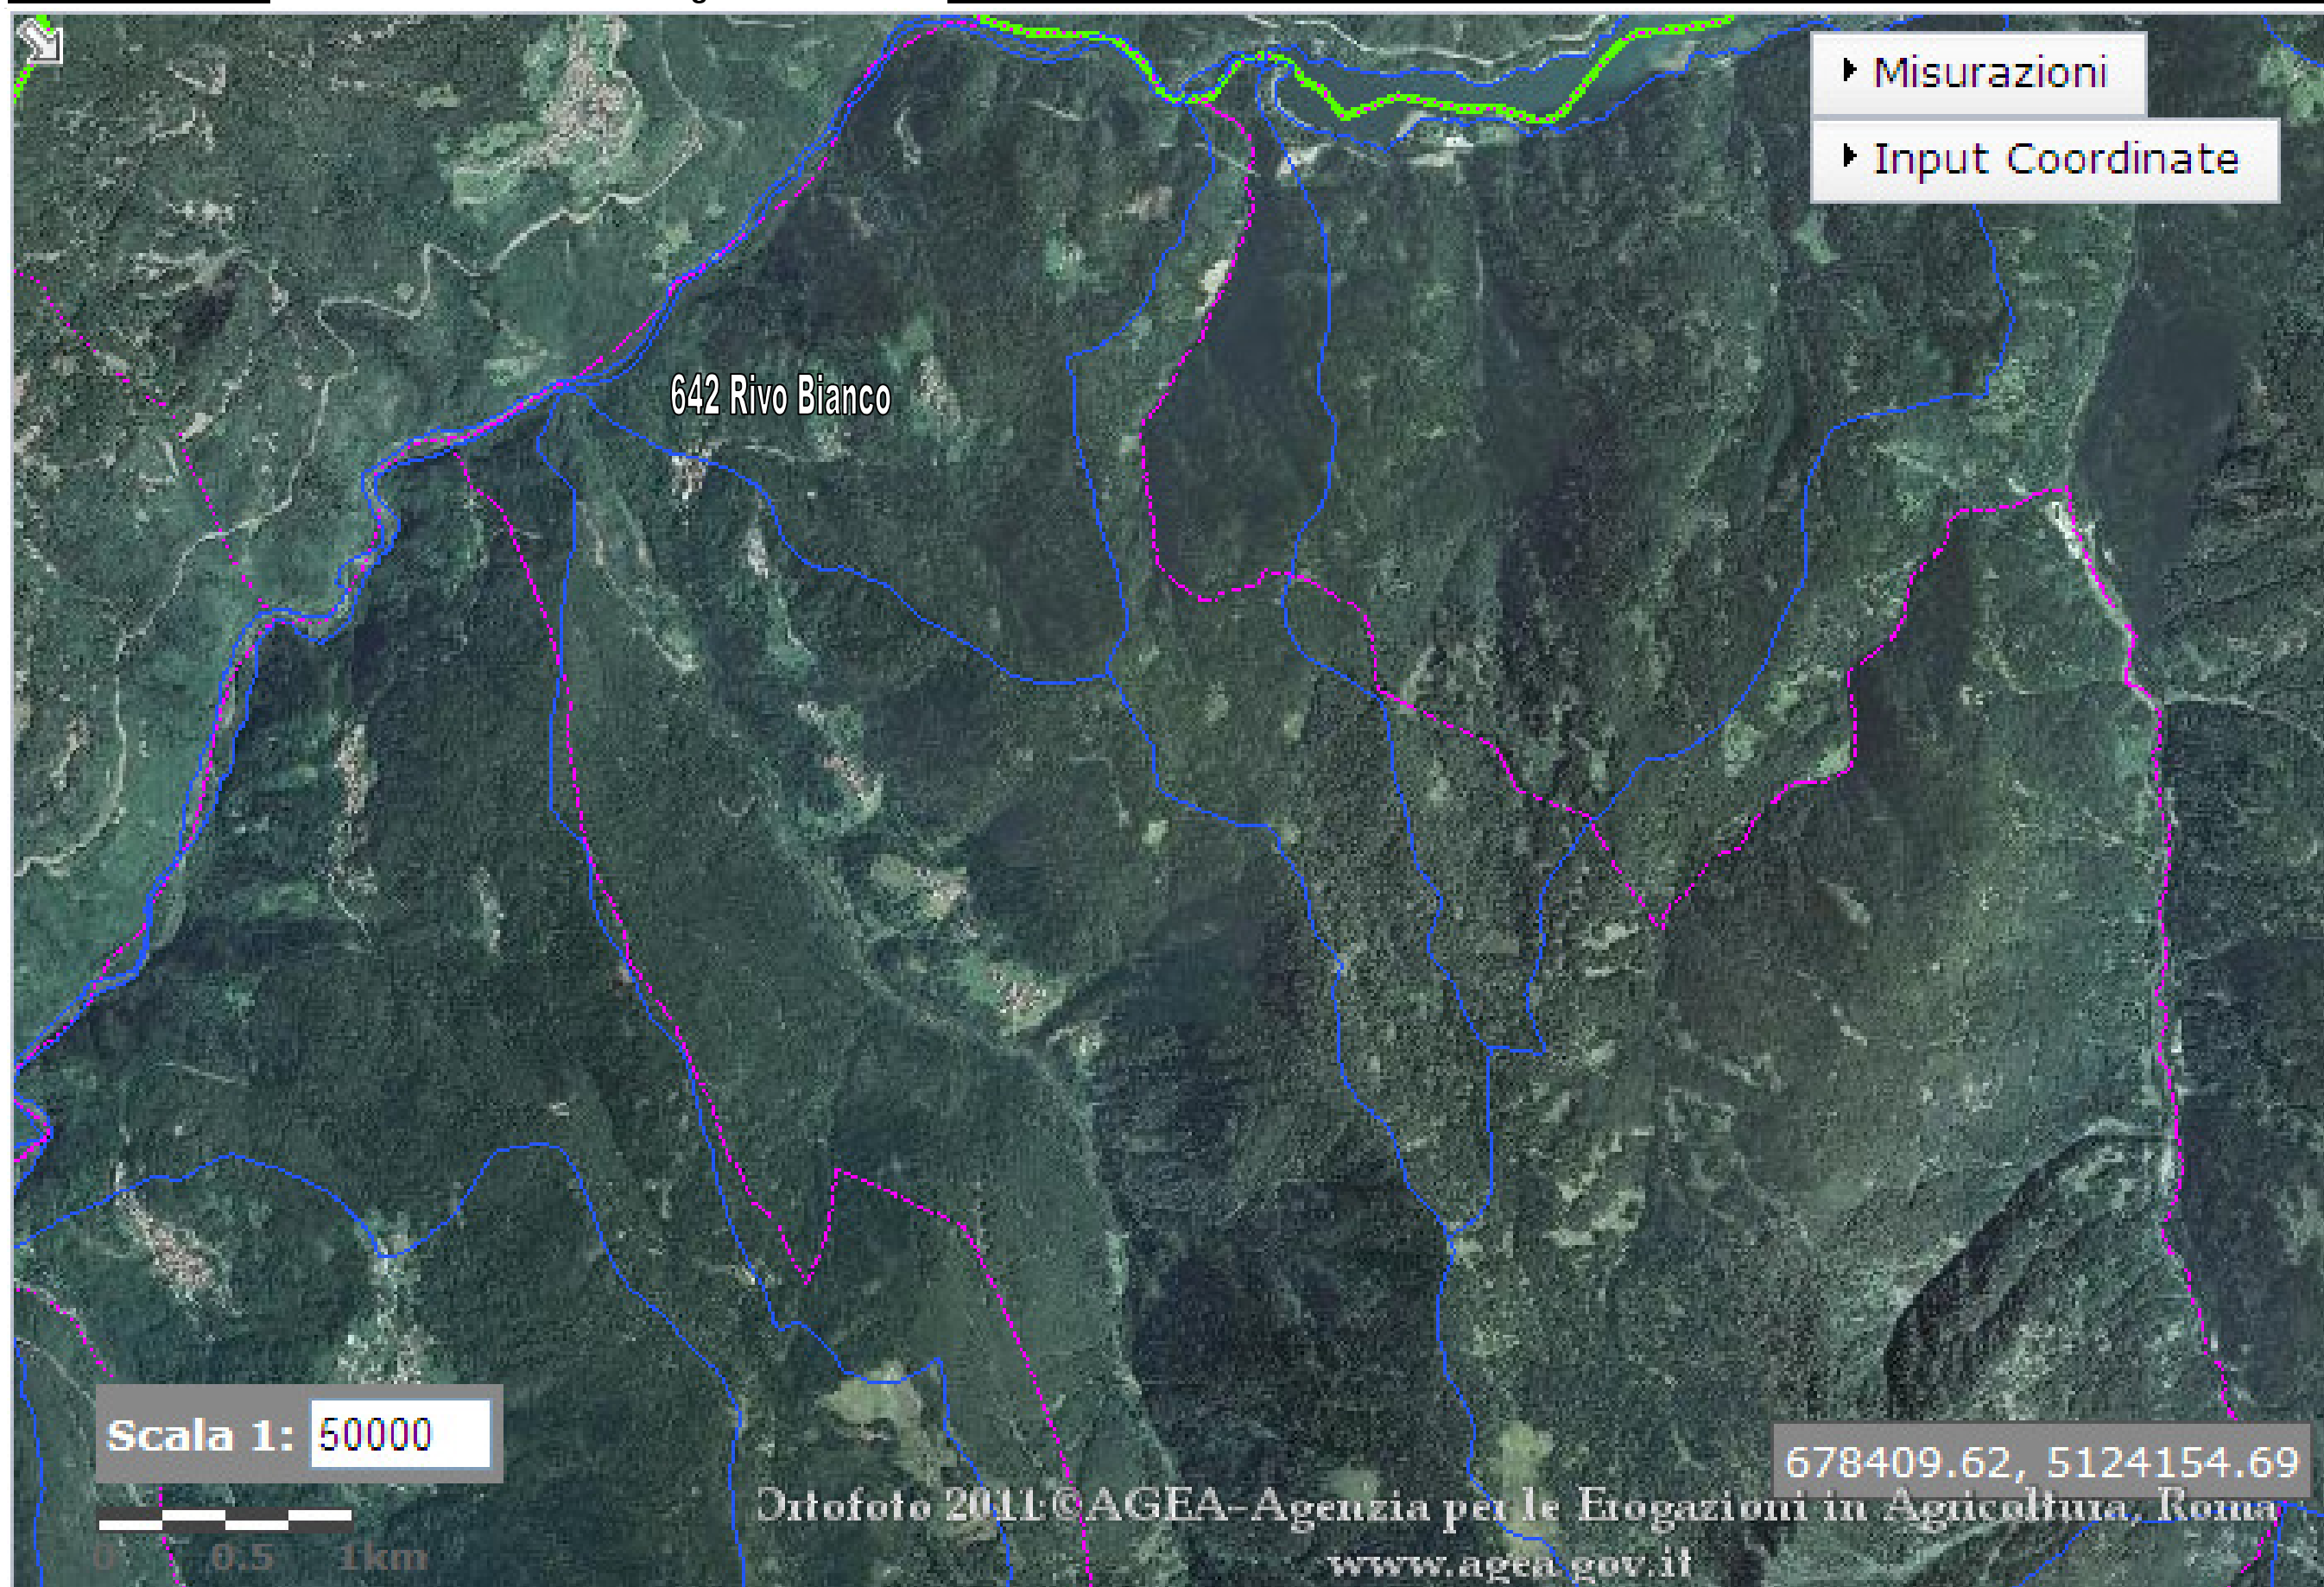 Misurazioni
Input Coordinate
642 Rivo Bianco
Scala 1: 50000
678409.62, 5124154.69
Ortofoto 2011:©AGEA-Agenzia per le Erogazioni in Agricoltura, Roma
www.agea.gov.it
0 0.5 1km